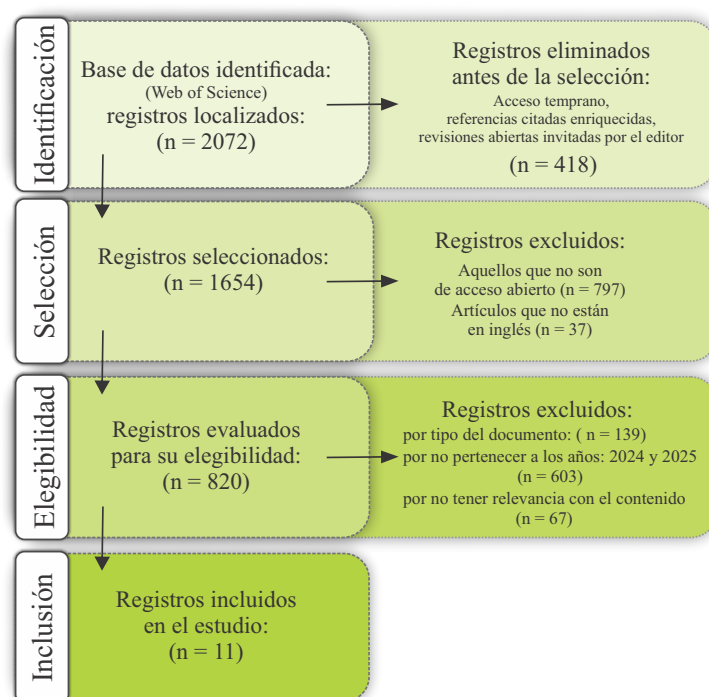 Identificación
Base de datos identificada:
(Web of Science)
registros localizados:
(n = 2072)
Registros eliminados
antes de la selección:
Acceso temprano,
referencias citadas enriquecidas,
revisiones abiertas invitadas por el editor
(n = 418)
Selección
Registros seleccionados:
(n = 1654)
Registros excluidos:
Aquellos que no son
de acceso abierto (n = 797)
Artículos que no están
en inglés (n = 37)
Elegibilidad
Registros evaluados
para su elegibilidad:
(n = 820)
Registros excluidos:
por tipo del documento: ( n = 139)
por no pertenecer a los años: 2024 y 2025
(n = 603)
por no tener relevancia con el contenido
(n = 67)
Inclusión
Registros incluidos
en el estudio:
(n = 11)